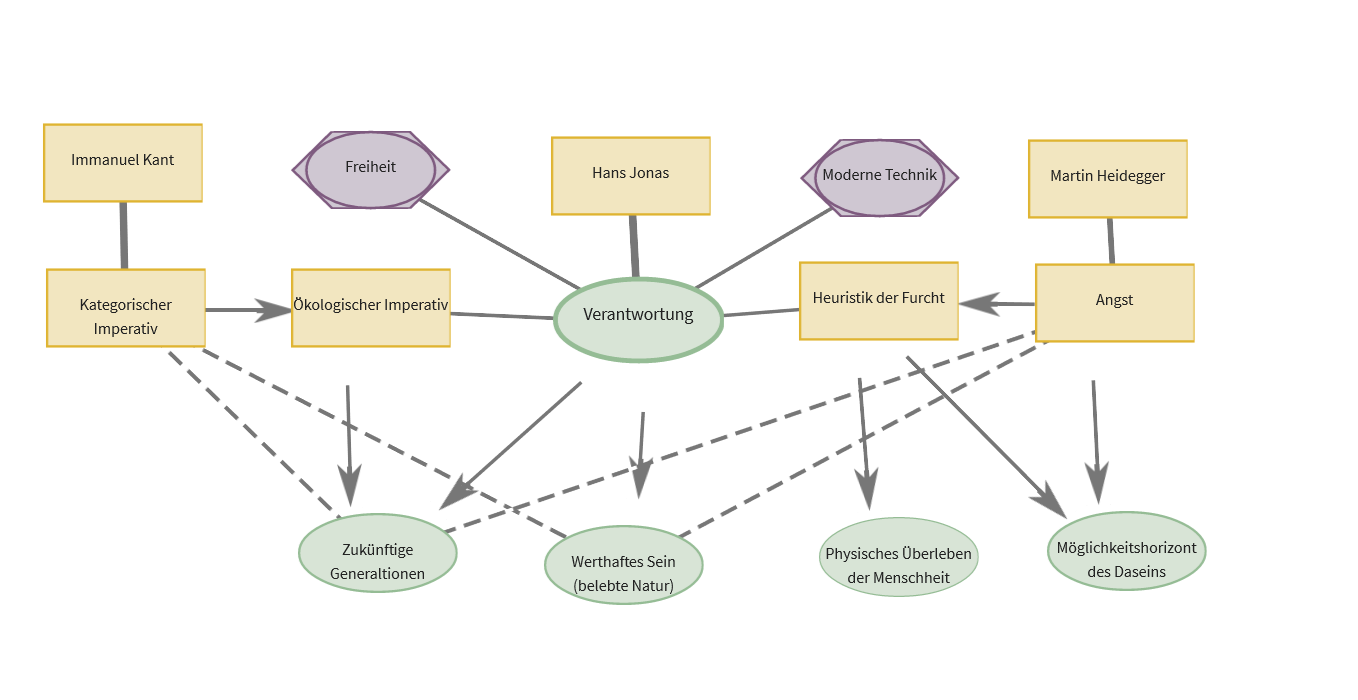 Immanuel Kant
Freiheit
Hans Jonas
Moderne Technik
Martin Heidegger
Kategorischer
Imperativ
Ökologischer Imperativ
Verantwortung
Heuristik der Furcht
Angst
Zukünftige
Generaltionen
Werthaftes Sein
(belebte Natur)
Physisches Überleben
der Menschheit
Möglichkeitshorizont
des Daseins